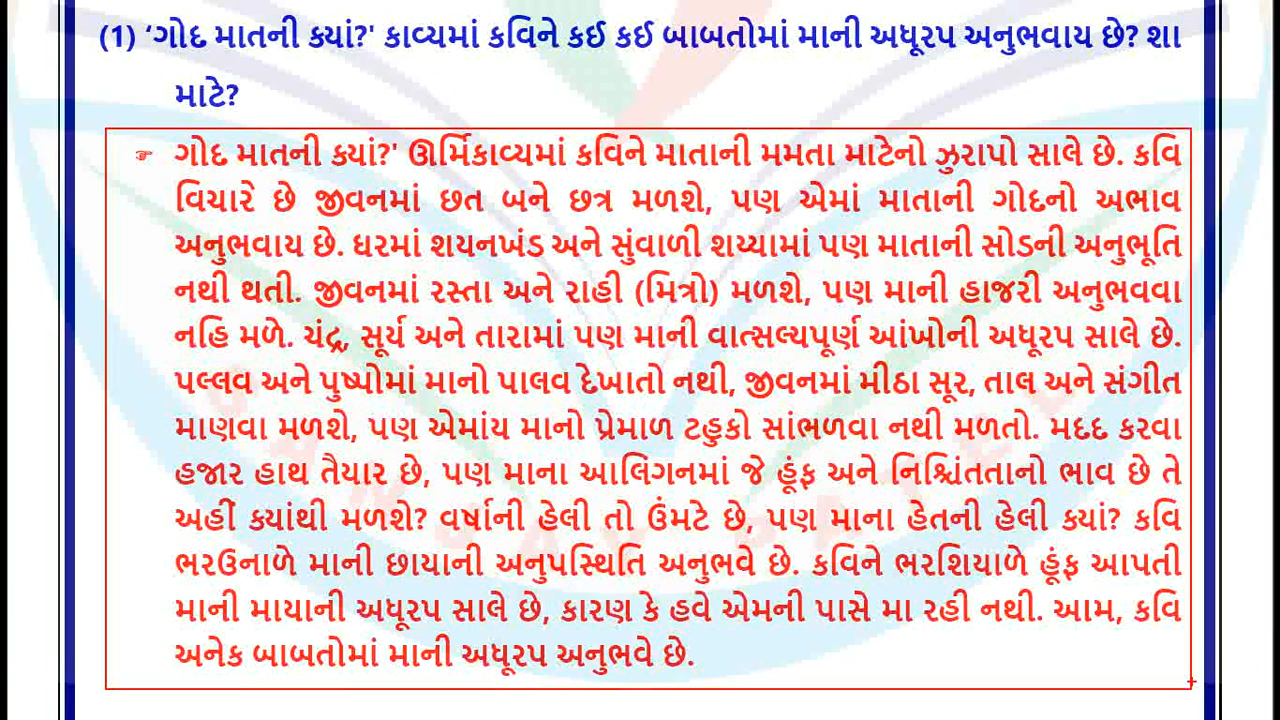 (1) ‘ગોદ માતની ક્યાં?' કાવ્યમાં કવિને કઈ કઈ બાબતોમાં માની અધૂરપ અનુભવાય છે? શા
માટે?
☞ ગોદ માતની ક્યાં?' ઊર્મિકાવ્યમાં કવિને માતાની મમતા માટેનો ઝુરાપો સાલે છે. કવિ
વિચારે છે જીવનમાં છત બને છત્ર મળશે, પણ એમાં માતાની ગોદનો અભાવ
અનુભવાય છે. ધરમાં શયનખંડ અને સુંવાળી શય્યામાં પણ માતાની સોડની અનુભૂતિ
નથી થતી. જીવનમાં રસ્તા અને રાહી (મિત્રો) મળશે, પણ માની હાજરી અનુભવવા
નહિ મળે. ચંદ્ર, સૂર્ય અને તારામાં પણ માની વાત્સલ્યપૂર્ણ આંખોની અધૂરપ સાલે છે.
પલ્લવ અને પુષ્પોમાં માનો પાલવ દેખાતો નથી, જીવનમાં મીઠા સૂર, તાલ અને સંગીત
માણવા મળશે, પણ એમાંય માનો પ્રેમાળ ટહુકો સાંભળવા નથી મળતો. મદદ કરવા
હજાર હાથ તૈયાર છે, પણ માના આલિંગનમાં જે હૂંફ અને નિશ્ચિંતતાનો ભાવ છે તે
અહીં ક્યાંથી મળશે? વર્ષાની હેલી તો ઉંમટે છે, પણ માના હેતની હેલી ક્યાં? કવિ
ભરઉનાળે માની છાયાની અનુપસ્થિતિ અનુભવે છે. કવિને ભરશિયાળે હૂંફ આપતી
માની માયાની અધૂરપ સાલે છે, કારણ કે હવે એમની પાસે મા રહી નથી. આમ, કવિ
અનેક બાબતોમાં માની અધૂરપ અનુભવે છે.